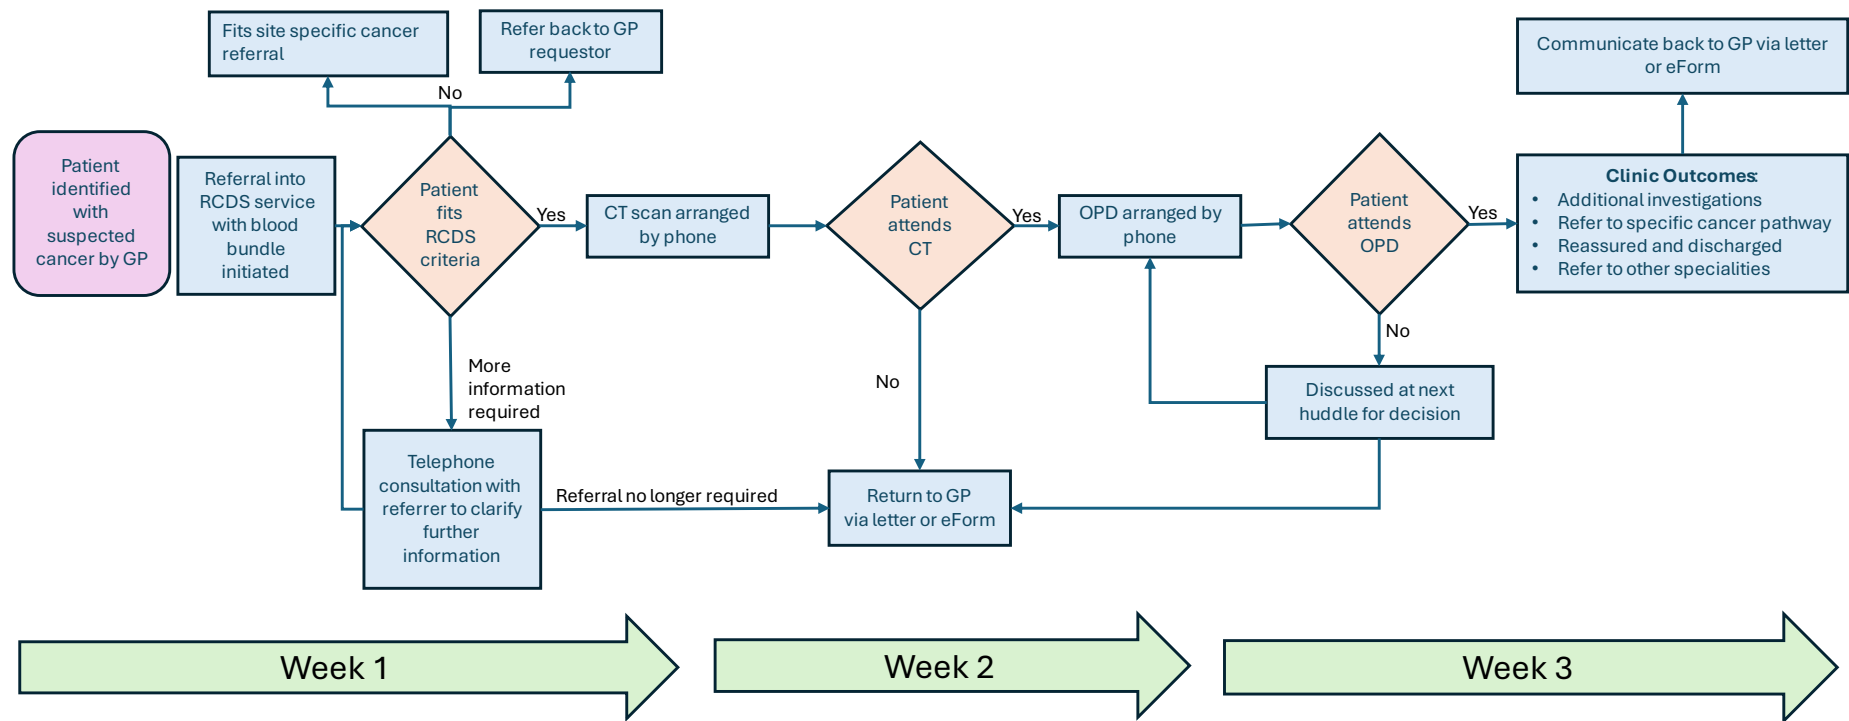 Fits site specific cancer
referral
Refer back to GP
requestor
Communicate back to GP via letter
or eForm
No
Patient
identified
with
suspected
cancer by GP
Referral into
RCDS service
with blood
bundle
initiated
Patient
fits
RCDS
criteria
Yes
CT scan arranged
by phone
Patient
attends
CT
Yes
OPD arranged by
phone
Patient
attends
OPD
Yes
Clinic Outcomes:
• Additional investigations
• Refer to specific cancer pathway
• Reassured and discharged
• Refer to other specialities
More
information
required
No
No
Discussed at next
huddle for decision
Telephone
consultation with
referrer to clarify
further
information
Referral no longer required
Return to GP
via letter or eForm
Week 1
Week 2
Week 3